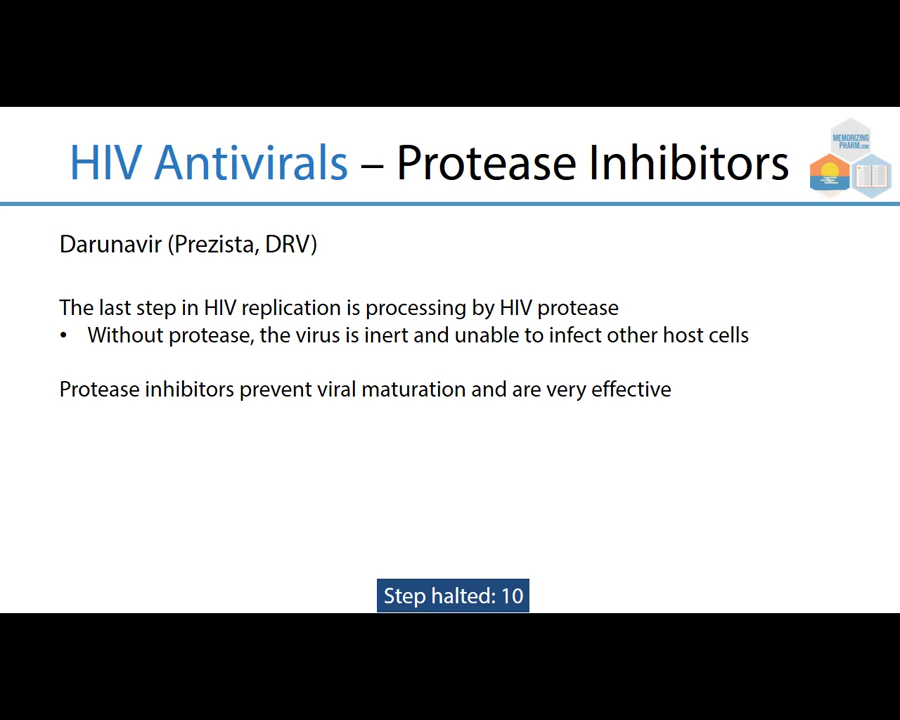 HIV Antivirals – Protease Inhibitors
MEMORIZING
PHARM.COM
Darunavir (Prezista, DRV)
The last step in HIV replication is processing by HIV protease
• Without protease, the virus is inert and unable to infect other host cells
Protease inhibitors prevent viral maturation and are very effective
Step halted: 10